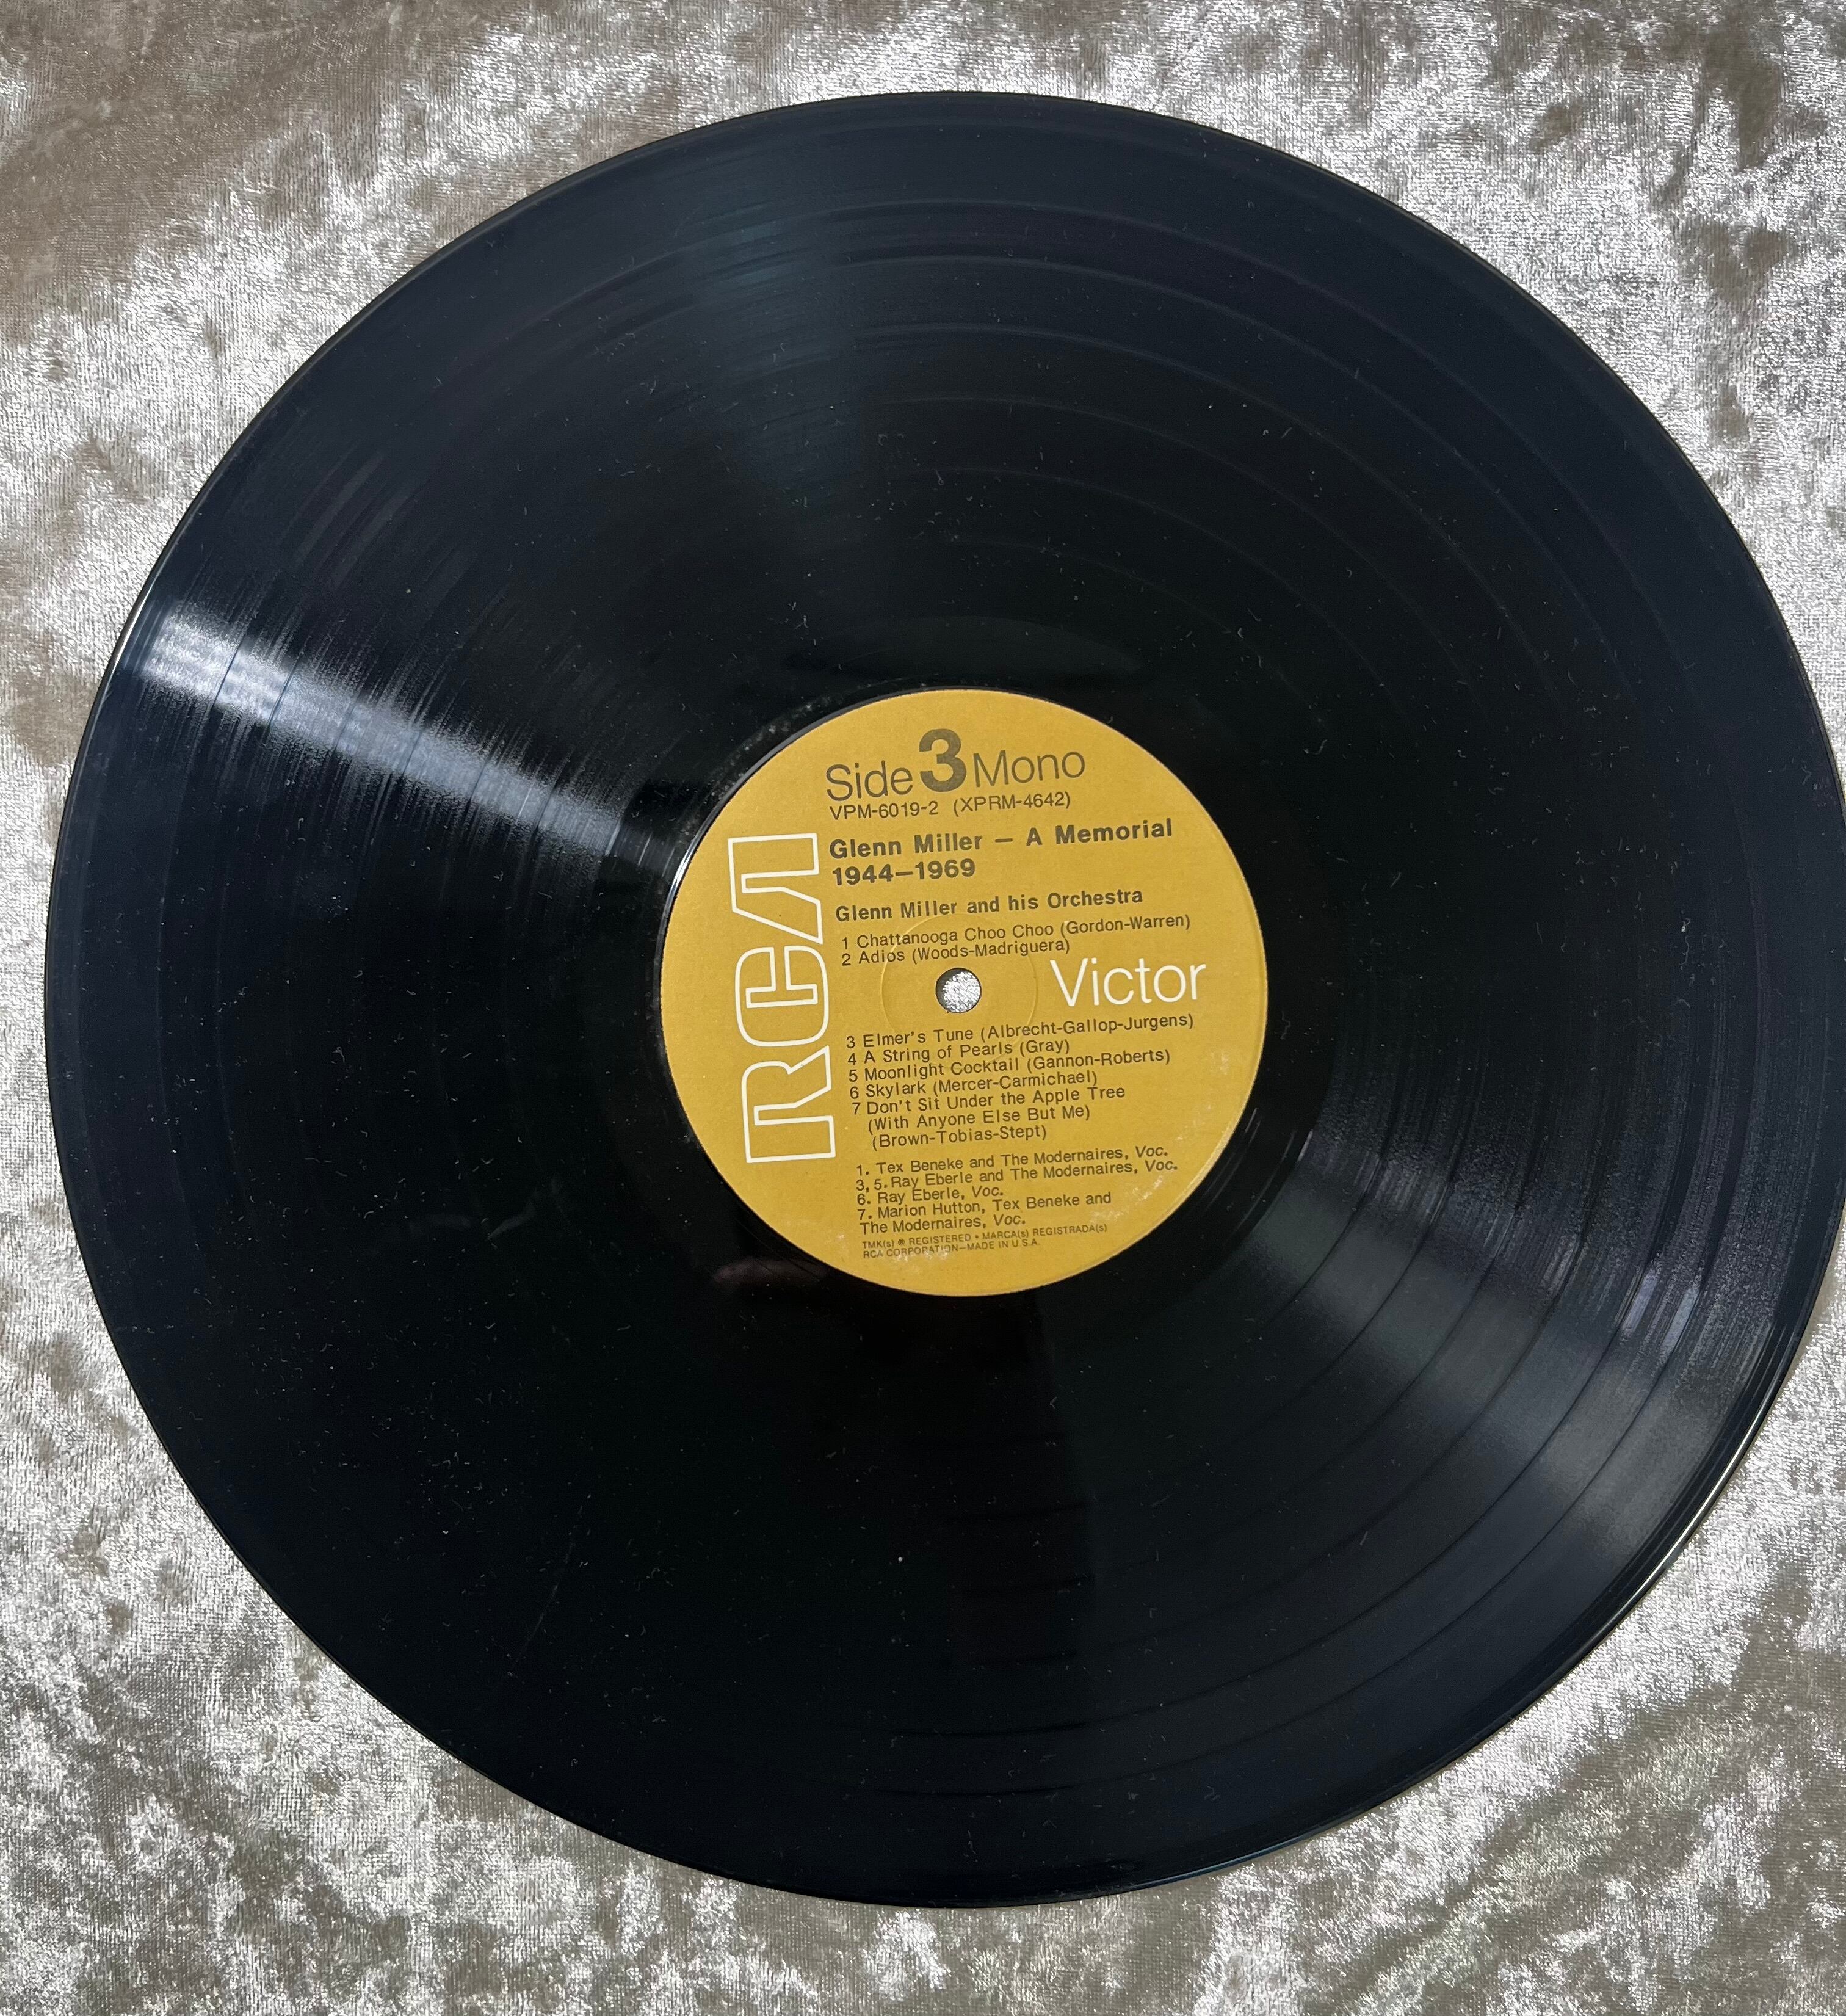 Side 3 Mono
VPM-6019-2 (XPRM-4642)
Glenn Miller — A Memorial
1944—1969
Glenn Miller and his Orchestra
1 Chattanooga Choo Choo (Gordon-Warren)
2 Adios (Woods-Madriguera)
RCA
Victor
3 Elmer's Tune (Albrecht-Gallop-Jurgens)
4 A String of Pearls (Gray)
5 Moonlight Cocktail (Gannon-Roberts)
6 Skylark (Mercer-Carmichael)
7 Don't Sit Under the Apple Tree
(With Anyone Else But Me)
(Brown-Tobias-Stept)
1. Tex Beneke and The Modernaires, Voc.
3, 5. Ray Eberle and The Modernaires, Voc.
6. Ray Eberle, Voc.
7. Marion Hutton, Tex Beneke and
The Modernaires, Voc.
TMK(s) ® REGISTERED • MARCA(s) REGISTRADA(s)
RCA CORPORATION—MADE IN U.S.A.